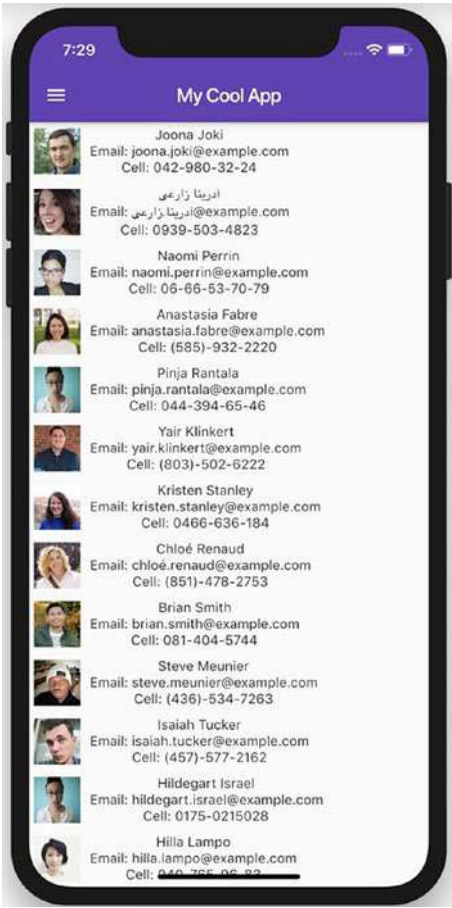 7:29
My Cool App
Joona Joki
Email: joona.joki@example.com
Cell: 042-980-32-24
آدرینا زارعی
Email: آدرینا.زارعی@example.com
Cell: 0939-503-4823
Naomi Perrin
Email: naomi.perrin@example.com
Cell: 06-66-53-70-79
Anastasia Fabre
Email: anastasia.fabre@example.com
Cell: (585)-932-2220
Pinja Rantala
Email: pinja.rantala@example.com
Cell: 044-394-65-46
Yair Klinkert
Email: yair.klinkert@example.com
Cell: (803)-502-6222
Kristen Stanley
Email: kristen.stanley@example.com
Cell: 0466-636-184
Chloé Renaud
Email: chloé.renaud@example.com
Cell: (851)-478-2753
Brian Smith
Email: brian.smith@example.com
Cell: 081-404-5744
Steve Meunier
Email: steve.meunier@example.com
Cell: (436)-534-7263
Isaiah Tucker
Email: isaiah.tucker@example.com
Cell: (457)-577-2162
Hildegart Israel
Email: hildegart.israel@example.com
Cell: 0175-0215028
Hilla Lampo
Email: hilla.lampo@example.com
Cell: